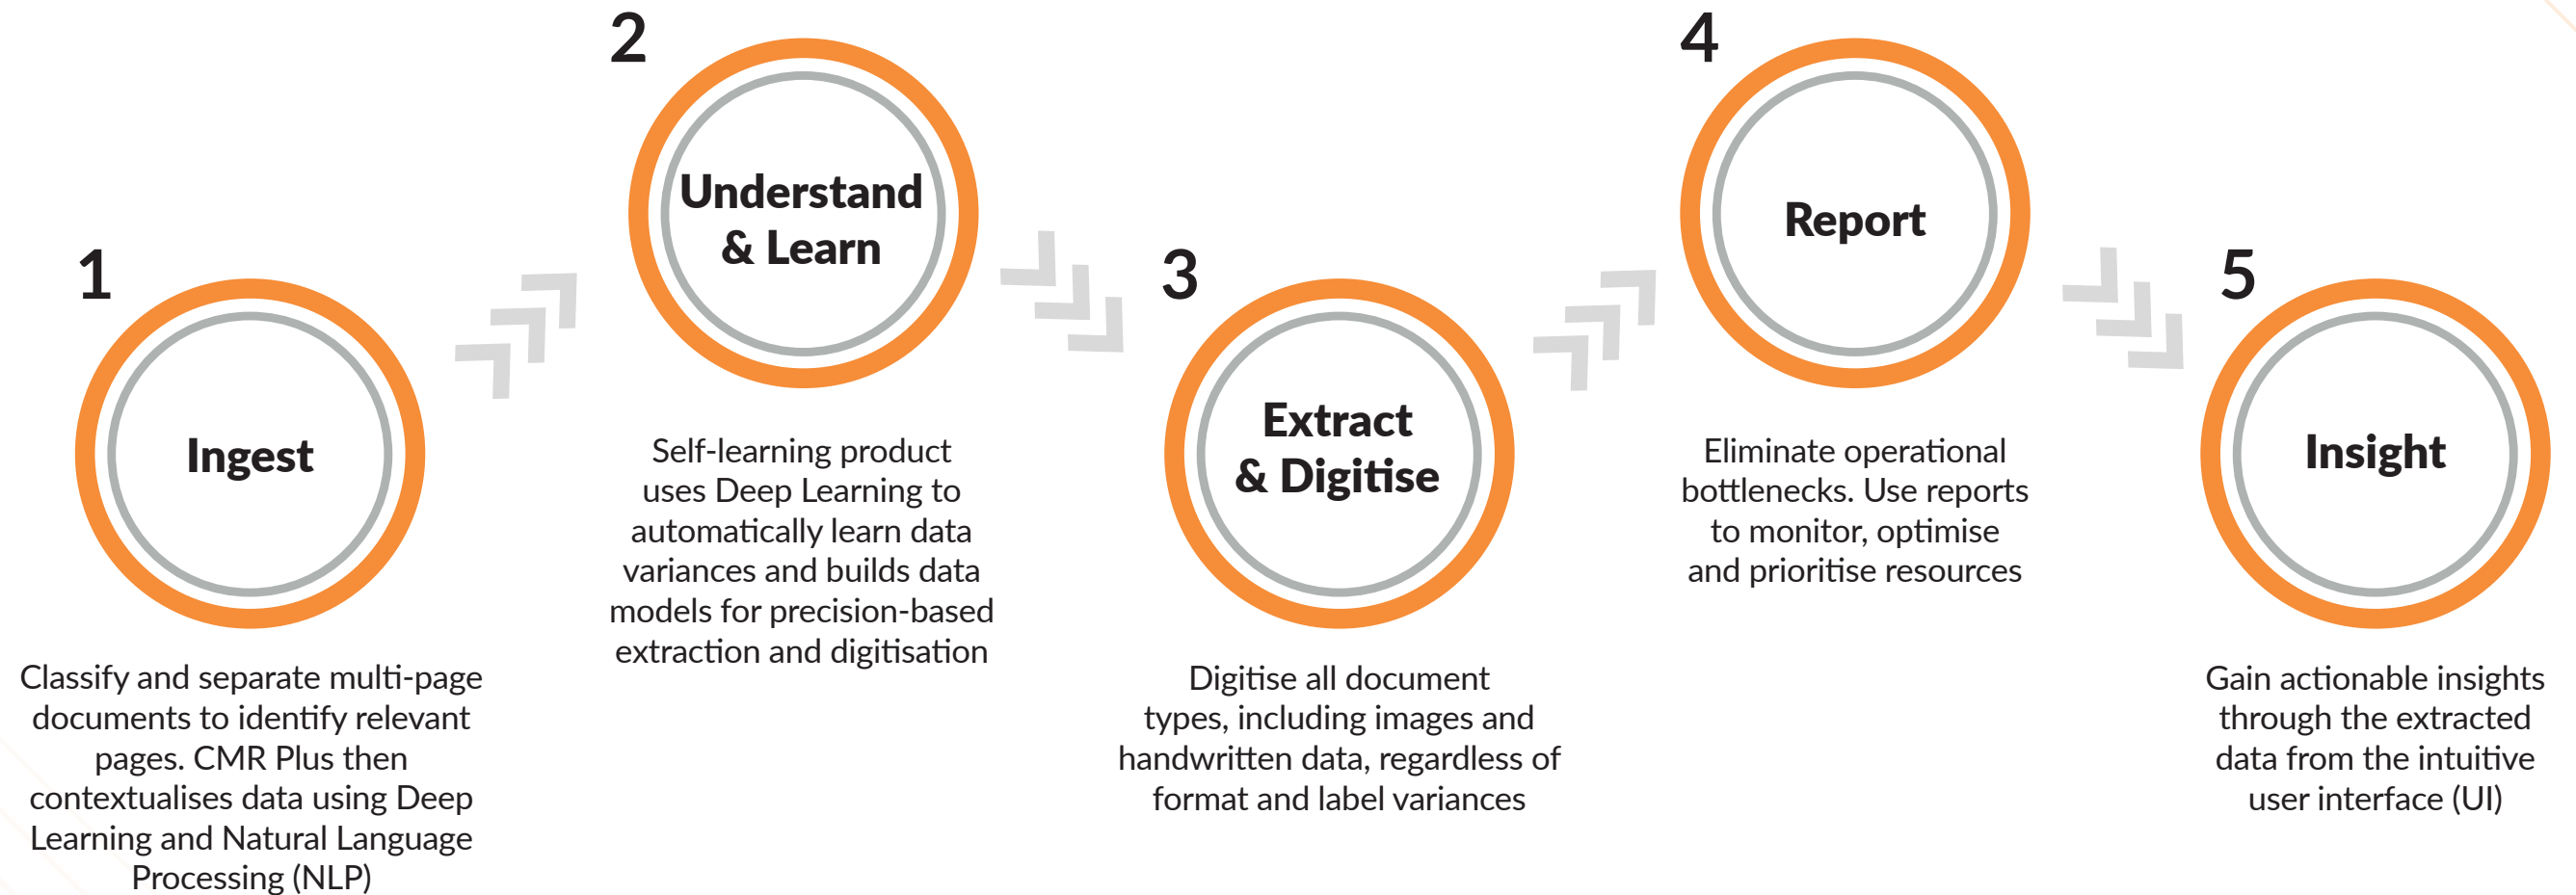 1
Ingest
Classify and separate multi-page
documents to identify relevant
pages. CMR Plus then
contextualises data using Deep
Learning and Natural Language
Processing (NLP)
2
Understand
& Learn
Self-learning product
uses Deep Learning to
automatically learn data
variances and builds data
models for precision-based
extraction and digitisation
3
Extract
& Digitise
Digitise all document
types, including images and
handwritten data, regardless of
format and label variances
4
Report
Eliminate operational
bottlenecks. Use reports
to monitor, optimise
and prioritise resources
5
Insight
Gain actionable insights
through the extracted
data from the intuitive
user interface (UI)